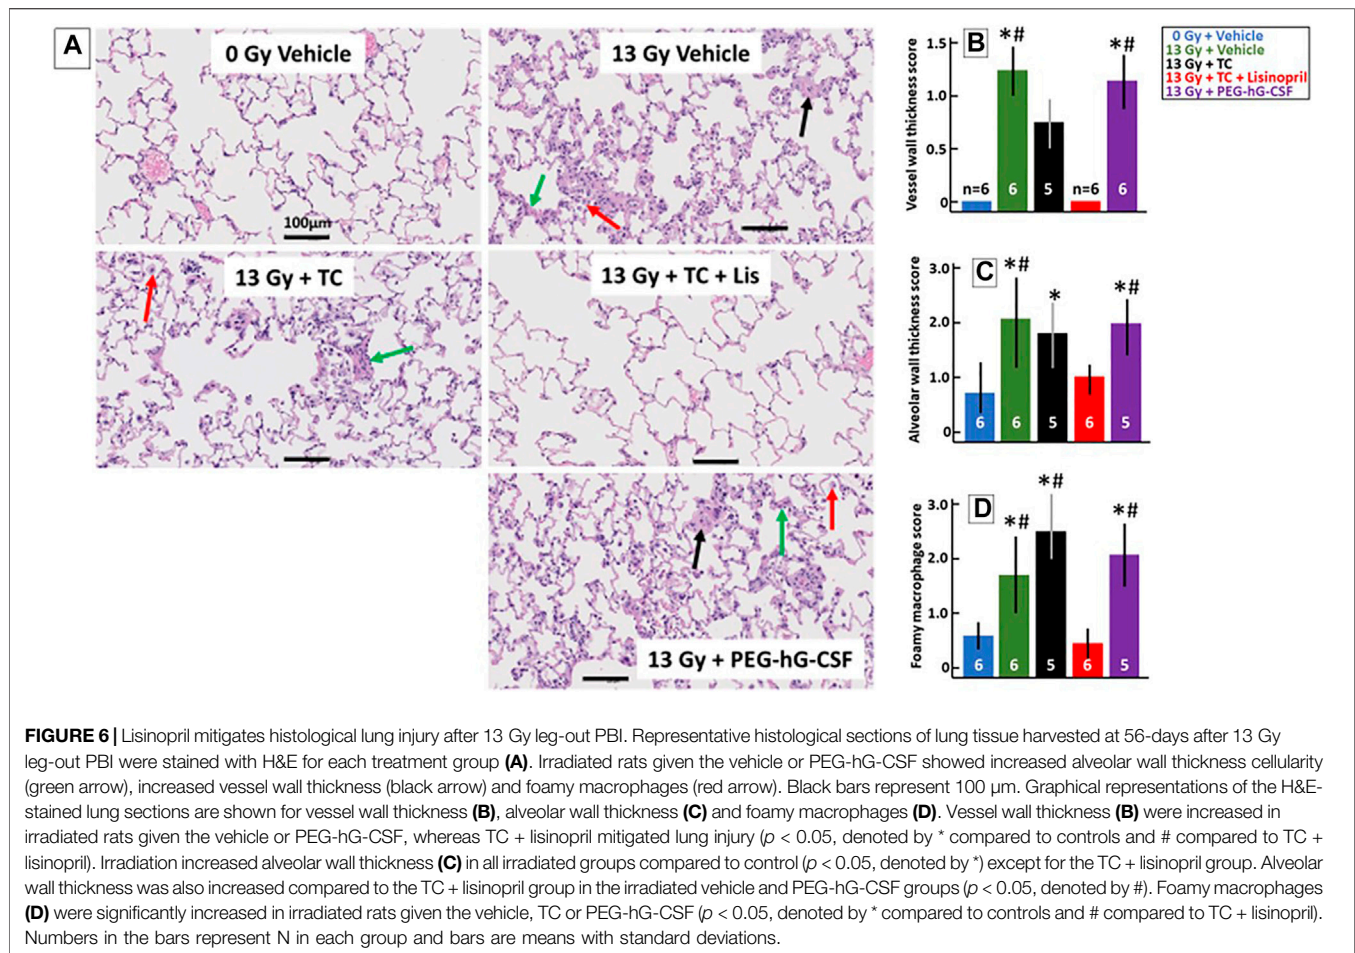 A
0 Gy Vehicle
100µm
13 Gy Vehicle
13 Gy + TC
13 Gy + TC + Lis
13 Gy + PEG-hG-CSF
B
Vessel wall thickness score
1.5
1.0
0.5
0
n=6
*#
6
5
n=6
*#
6
0 Gy + Vehicle
13 Gy + Vehicle
13 Gy + TC
13 Gy + TC + Lisinopril
13 Gy + PEG-hG-CSF
C
Alveolar wall thickness score
3.0
2.0
1.0
0
6
*#
6
*
5
6
*#
5
D
Foamy macrophage score
3.0
2.0
1.0
0
6
*#
6
*#
5
6
*#
5
FIGURE 6 | Lisinopril mitigates histological lung injury after 13 Gy leg-out PBI. Representative histological sections of lung tissue harvested at 56-days after 13 Gy
leg-out PBI were stained with H&E for each treatment group (A). Irradiated rats given the vehicle or PEG-hG-CSF showed increased alveolar wall thickness cellularity
(green arrow), increased vessel wall thickness (black arrow) and foamy macrophages (red arrow). Black bars represent 100 µm. Graphical representations of the H&E-
stained lung sections are shown for vessel wall thickness (B), alveolar wall thickness (C) and foamy macrophages (D). Vessel wall thickness (B) were increased in
irradiated rats given the vehicle or PEG-hG-CSF, whereas TC + lisinopril mitigated lung injury (p < 0.05, denoted by * compared to controls and # compared to TC +
lisinopril). Irradiation increased alveolar wall thickness (C) in all irradiated groups compared to control (p < 0.05, denoted by *) except for the TC + lisinopril group. Alveolar
wall thickness was also increased compared to the TC + lisinopril group in the irradiated vehicle and PEG-hG-CSF groups (p < 0.05, denoted by #). Foamy macrophages
(D) were significantly increased in irradiated rats given the vehicle, TC or PEG-hG-CSF (p < 0.05, denoted by * compared to controls and # compared to TC + lisinopril).
Numbers in the bars represent N in each group and bars are means with standard deviations.